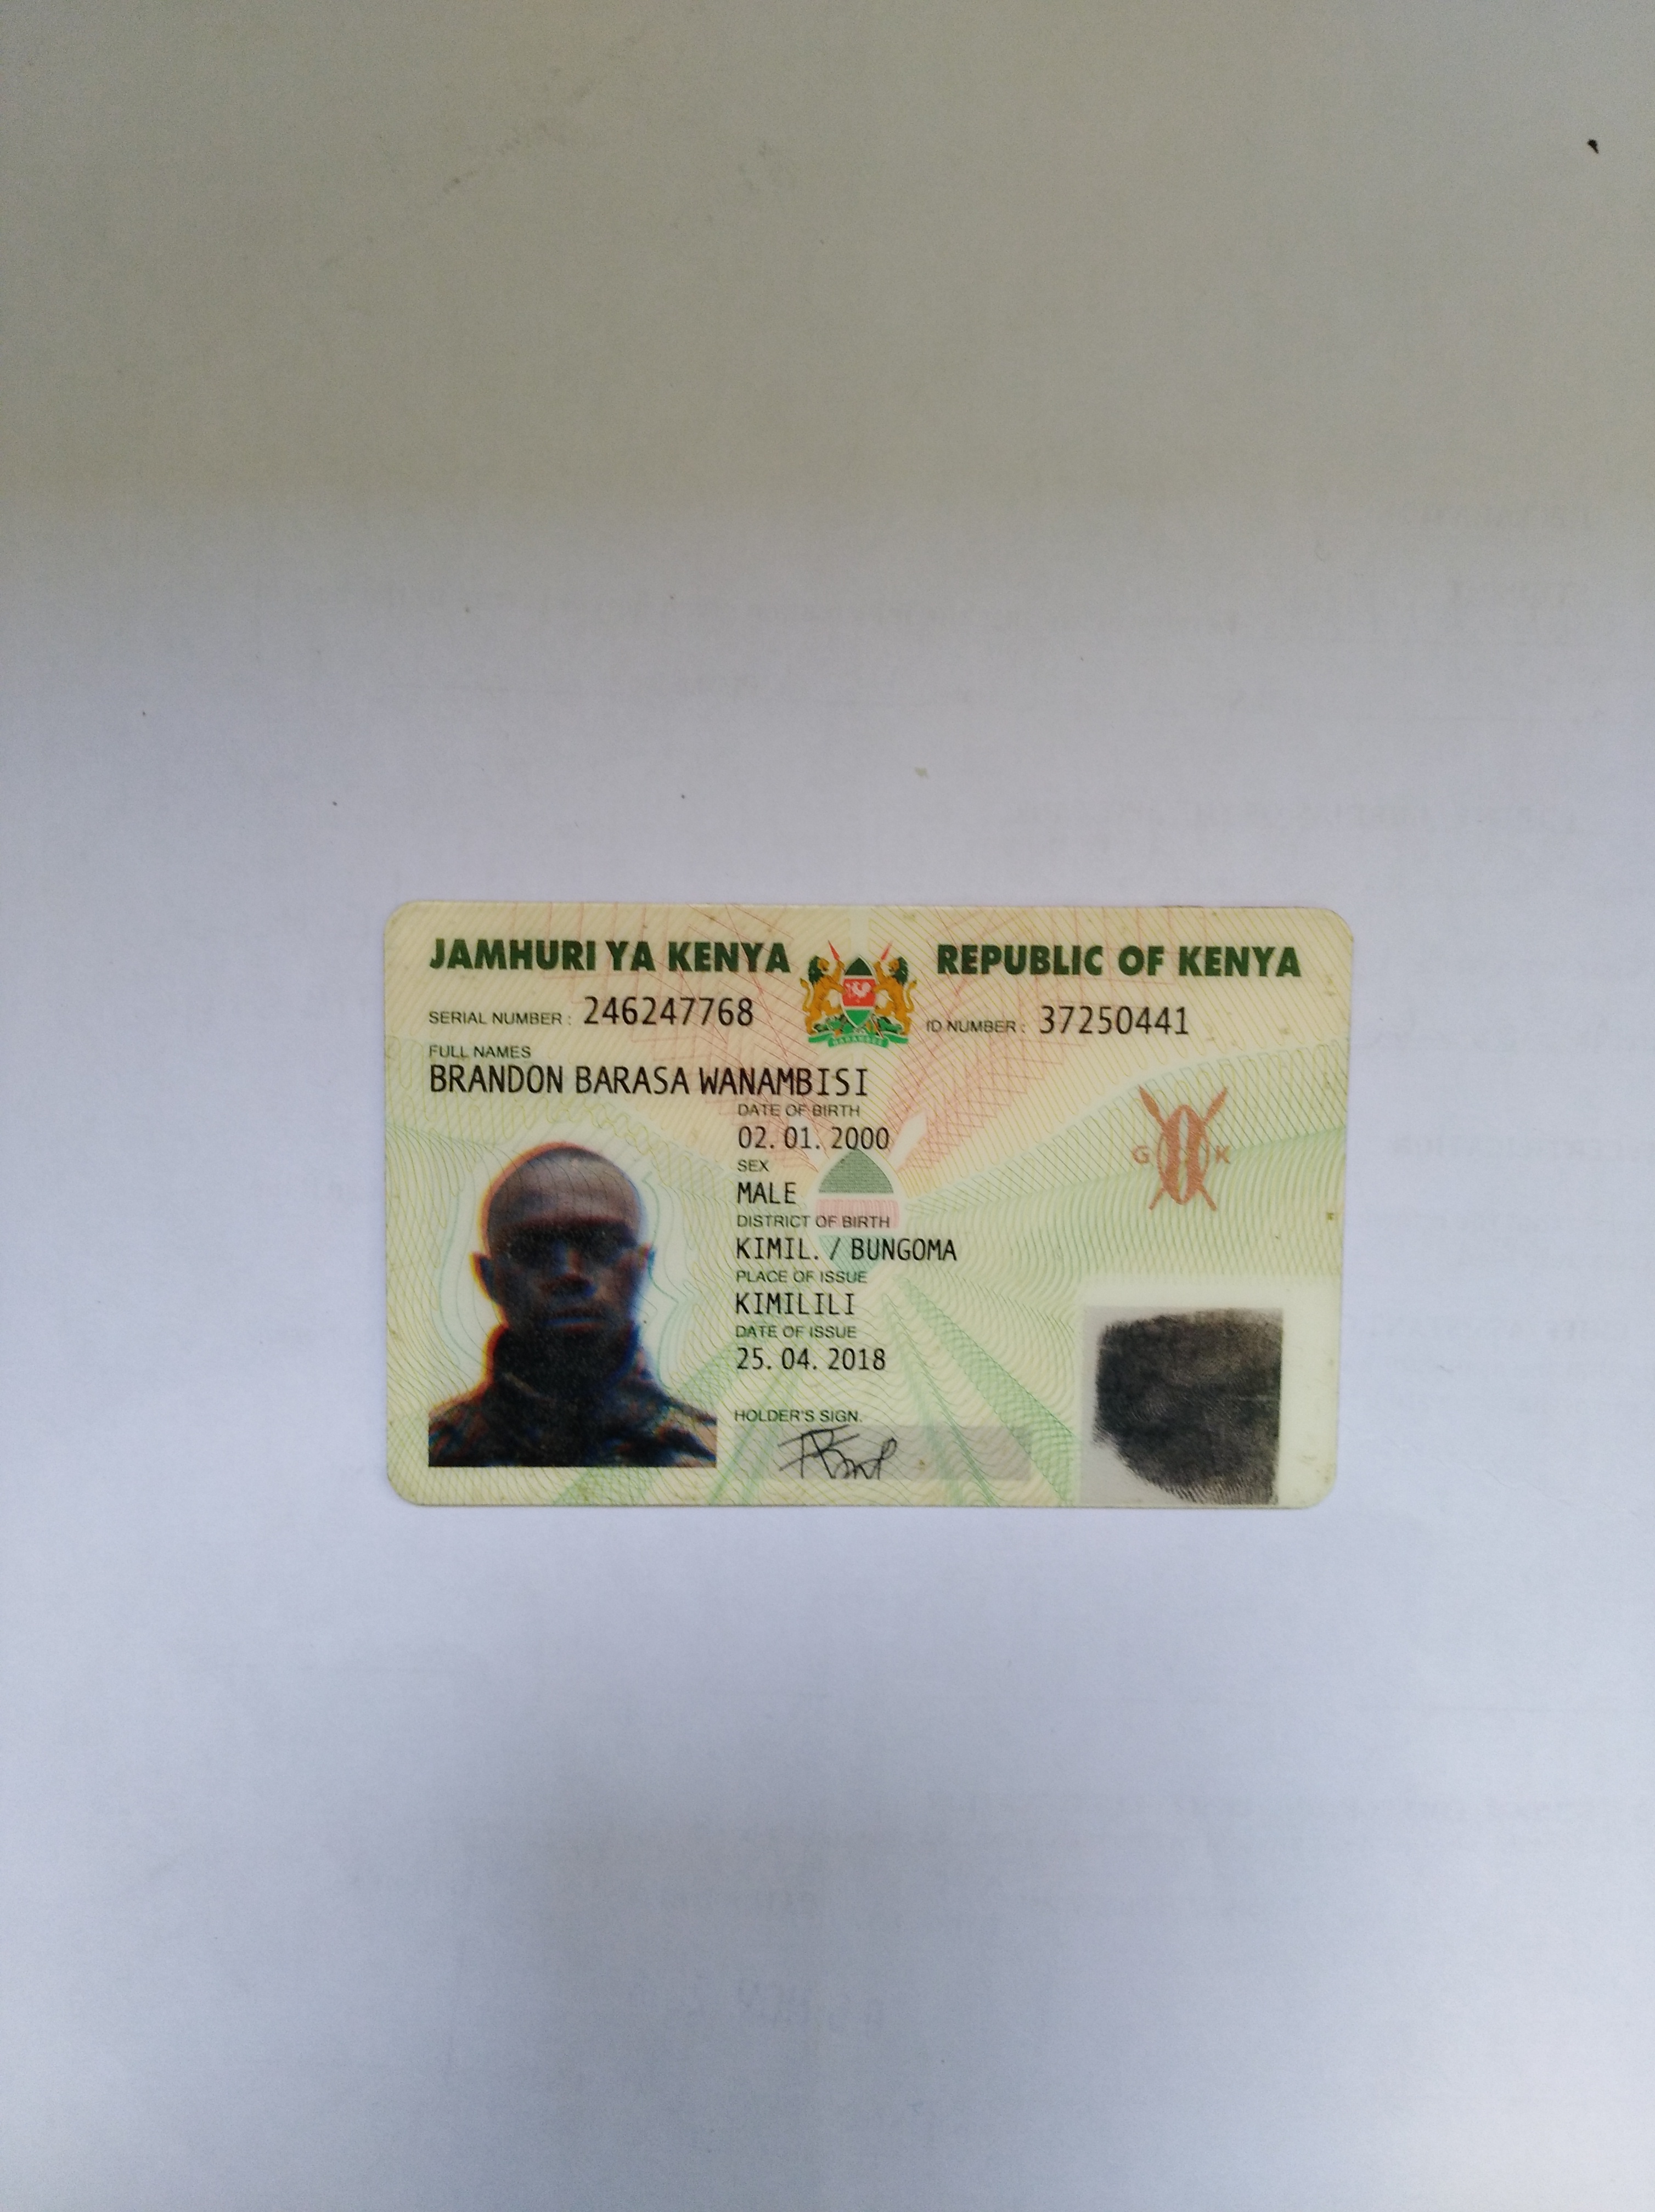 JAMHURI YA KENYA REPUBLIC OF KENYA
SERIAL NUMBER : 246247768 ID NUMBER : 37250441
FULL NAMES
BRANDON BARASA WANAMBISI
DATE OF BIRTH
02. 01. 2000
SEX
MALE
G K
DISTRICT OF BIRTH
KIMIL. / BUNGOMA
PLACE OF ISSUE
KIMILILI
DATE OF ISSUE
25. 04. 2018
HOLDER'S SIGN.